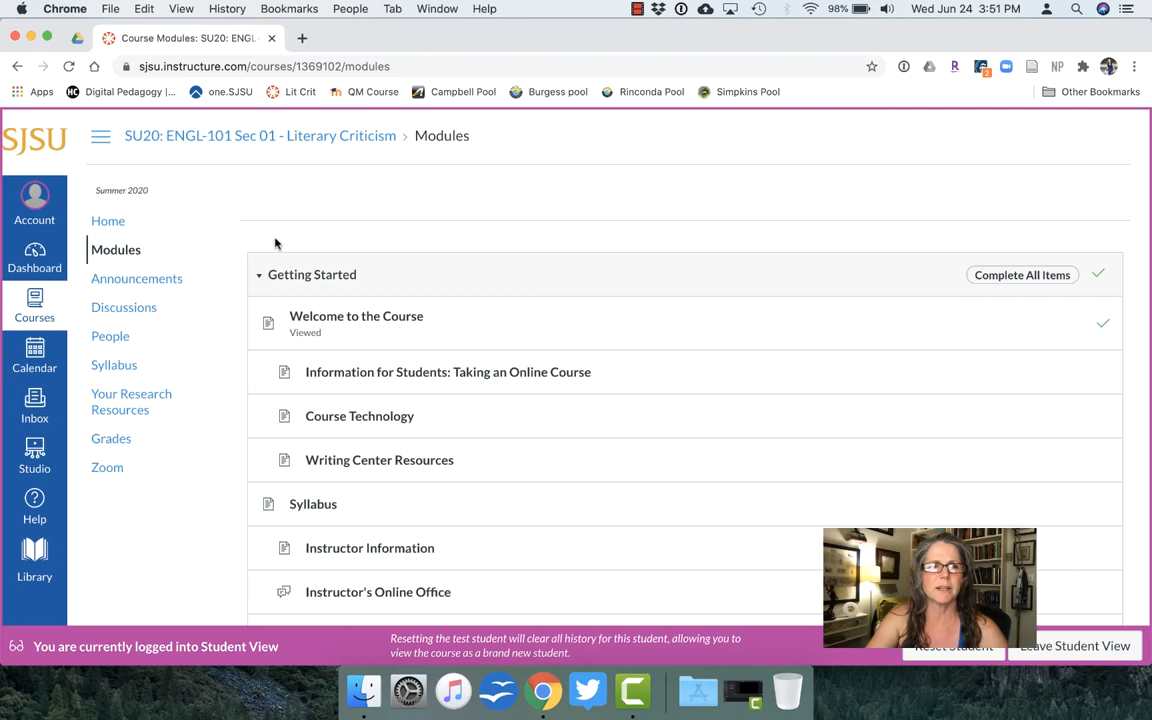 Chrome File Edit View History Bookmarks People Tab Window Help 98% Wed Jun 24 3:51 PM
Course Modules: SU20: ENGL-
sjsu.instructure.com/courses/1369102/modules
R 2 NP
Apps HC Digital Pedagogy |... one.SJSU Lit Crit QM Course Campbell Pool Burgess pool Rinconda Pool Simpkins Pool Other Bookmarks
SJSU
SU20: ENGL-101 Sec 01 - Literary Criticism › Modules
Summer 2020
Account
Dashboard
Courses
Calendar
Inbox
Studio
Help
Library
Home
Modules
Announcements
Discussions
People
Syllabus
Your Research
Resources
Grades
Zoom
Getting Started Complete All Items
Welcome to the Course
Viewed
Information for Students: Taking an Online Course
Course Technology
Writing Center Resources
Syllabus
Instructor Information
Instructor's Online Office
You are currently logged into Student View
Resetting the test student will clear all history for this student, allowing you to
view the course as a brand new student.
Reset Student Leave Student View